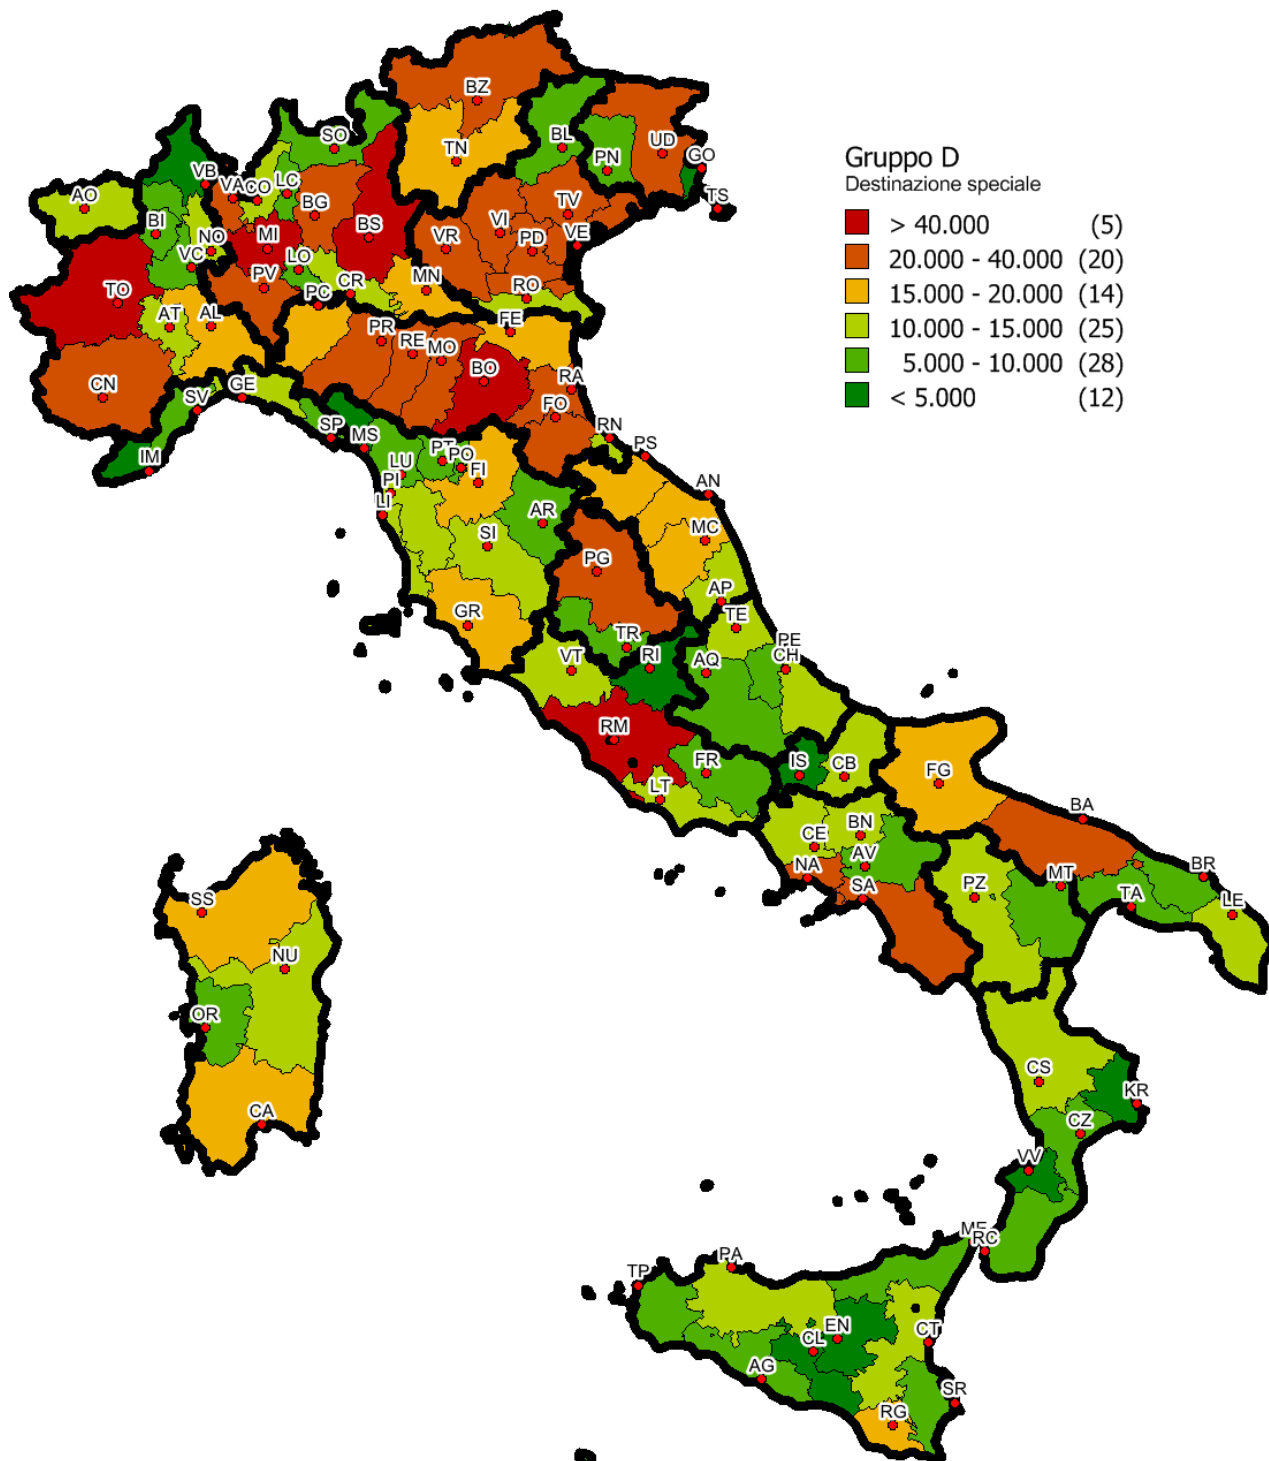 Gruppo D
Destinazione speciale
> 40.000 (5)
20.000 - 40.000 (20)
15.000 - 20.000 (14)
10.000 - 15.000 (25)
5.000 - 10.000 (28)
< 5.000 (12)
BZ
SO
BL
UD
TN
PN
GO
VB
VA
CO
LC
TS
AO
BG
TV
BI
BS
VI
NO
MI
VR
PD
VE
VC
LO
PV
CR
MN
TO
RO
PC
AT
AL
FE
PR
RE
MO
BO
CN
GE
RA
SV
FO
SP
MS
RN
PS
IM
LU
PT
PO
FI
PI
AN
LI
AR
SI
MC
PG
AP
GR
TE
TR
PE
VT
RI
AQ
CH
RM
FR
IS
CB
FG
LT
BA
CE
BN
NA
AV
MT
BR
SA
PZ
TA
LE
SS
NU
OR
CS
CA
KR
CZ
VV
ME
RC
PA
TP
EN
CL
CT
AG
SR
RG